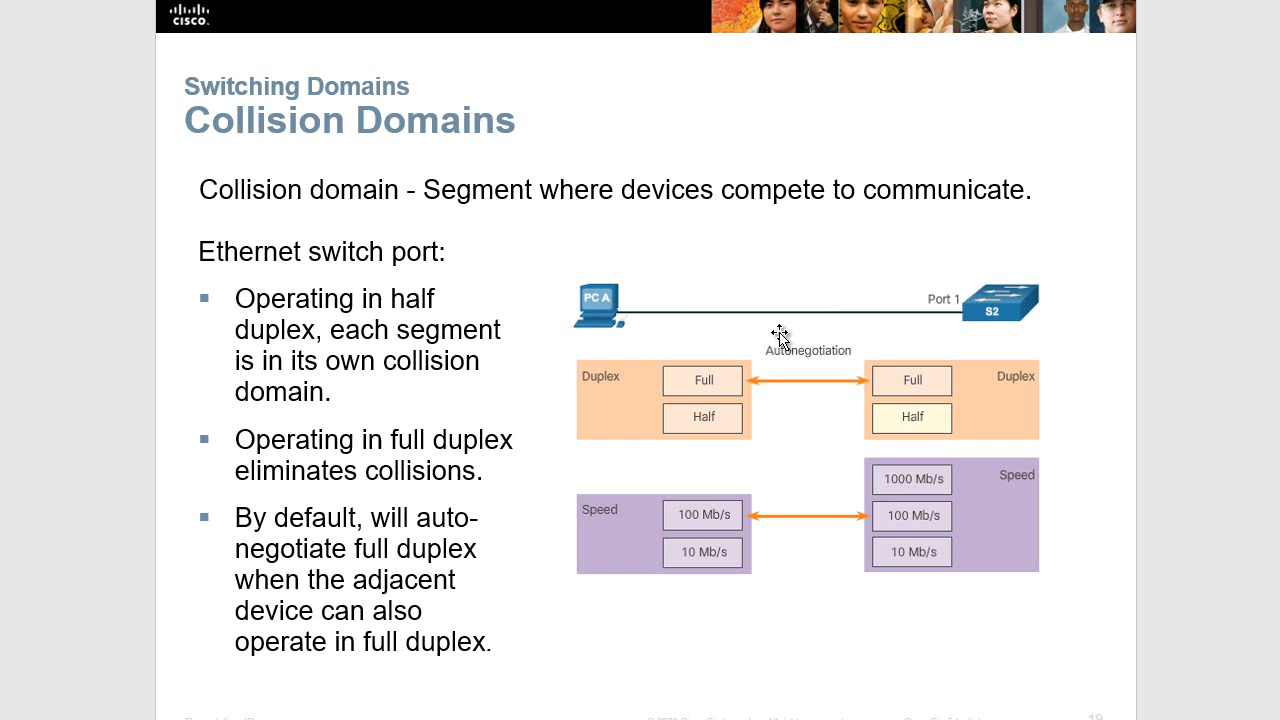 CISCO.
Switching Domains
Collision Domains
Collision domain - Segment where devices compete to communicate.
Ethernet switch port:
Operating in half
duplex, each segment
is in its own collision
domain.
Operating in full duplex
eliminates collisions.
By default, will auto-
negotiate full duplex
when the adjacent
device can also
operate in full duplex.
PC A
Port 1
S2
Autonegotiation
Duplex
Full
Half
Full
Half
Duplex
Speed
100 Mb/s
10 Mb/s
1000 Mb/s
100 Mb/s
10 Mb/s
Speed
19